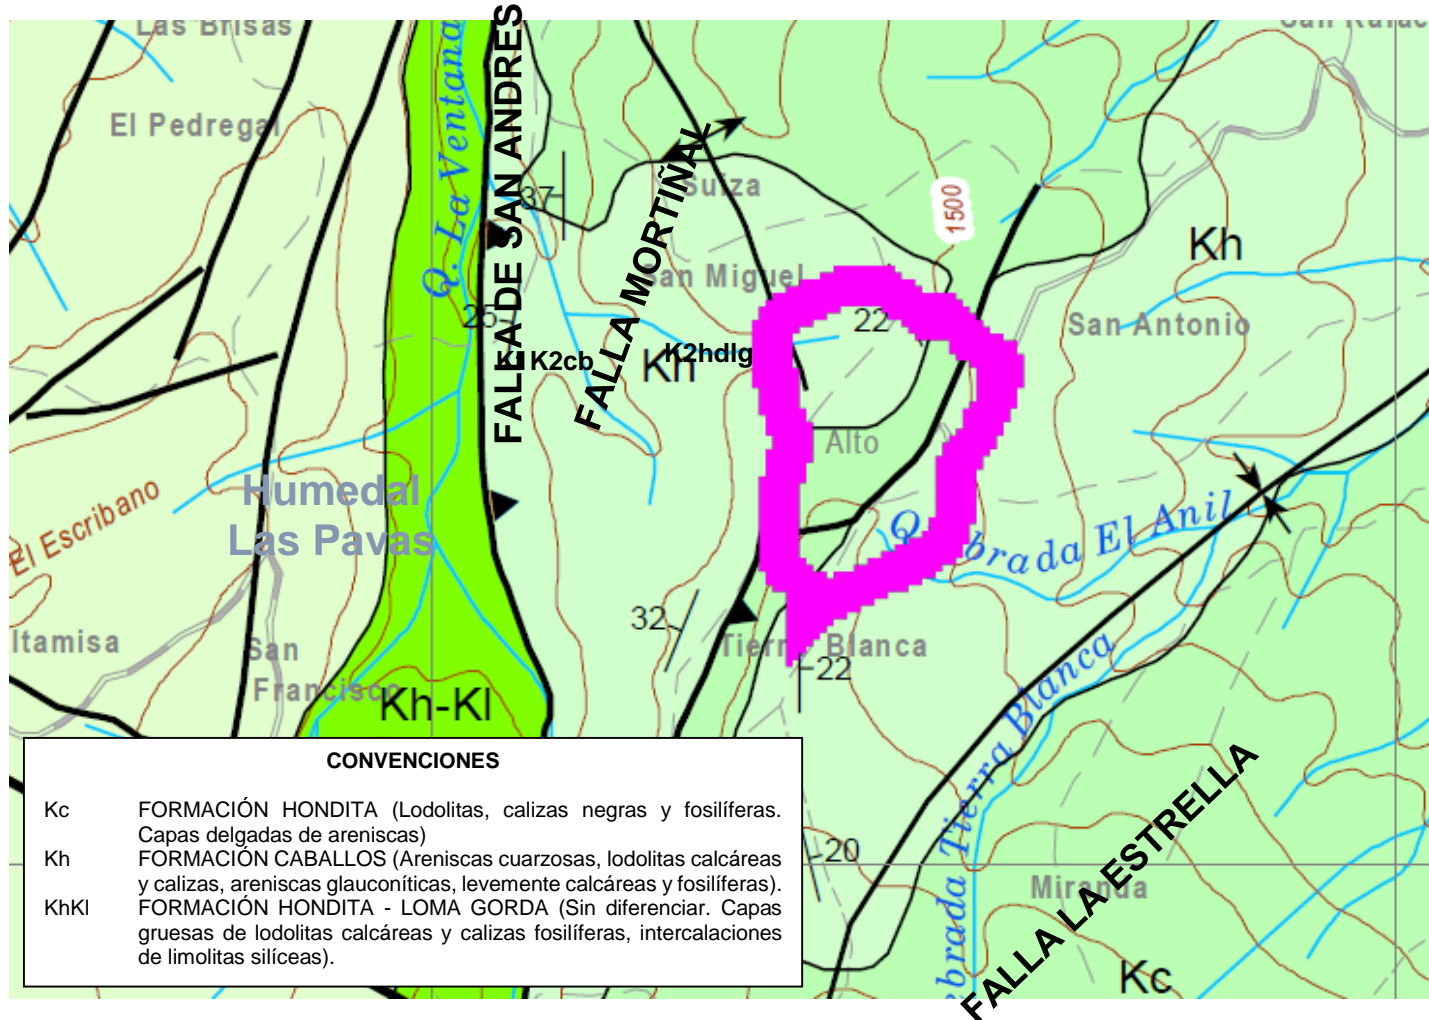 Las Brisas
San Rafael
El Pedregal
Q. La Ventana
FALLA DE SAN ANDRES
FALLA MORTIÑAL
Suiza
37
1500
Kh
San Miguel
San Antonio
25
22
K2cb
Kh
K2hdlg
Alto
Humedal
Las Pavas
El Escribano
Quebrada El Anil
32
Altamisa
San
Francisco
Tierra Blanca
22
Kh-Kl
Quebrada Tierra Blanca
20
Miranda
FALLA LA ESTRELLA
Kc
CONVENCIONES
Kc FORMACIÓN HONDITA (Lodolitas, calizas negras y fosilíferas.
Capas delgadas de areniscas)
Kh FORMACIÓN CABALLOS (Areniscas cuarzosas, lodolitas calcáreas
y calizas, areniscas glauconíticas, levemente calcáreas y fosilíferas).
KhKl FORMACIÓN HONDITA - LOMA GORDA (Sin diferenciar. Capas
gruesas de lodolitas calcáreas y calizas fosilíferas, intercalaciones
de limolitas silíceas).